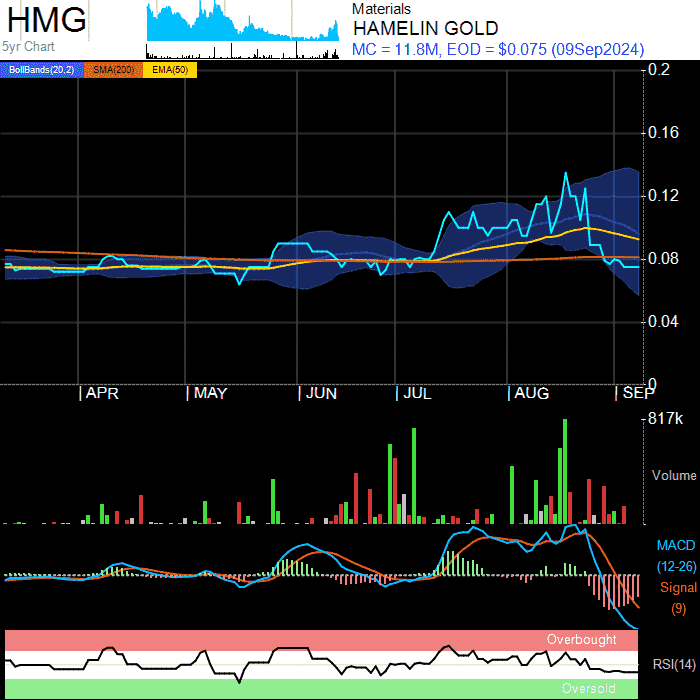 HMG
5yr Chart
Materials
HAMELIN GOLD
MC = 11.8M, EOD = $0.075 (09Sep2024)
BollBands(20,2) SMA(200) EMA(50)
0.2
0.16
0.12
0.08
0.04
0
APR MAY JUN JUL AUG SEP
817k
Volume
MACD
(12-26)
Signal
(9)
Overbought
RSI(14)
Oversold